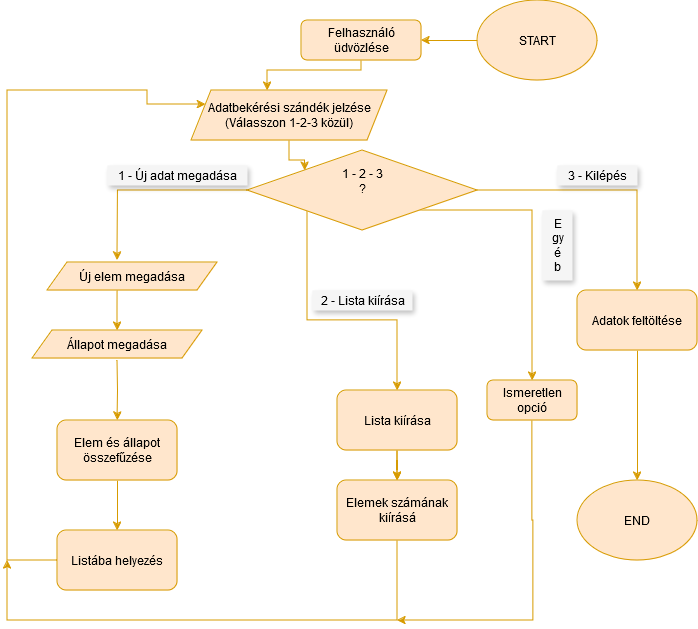 START
Felhasználó
üdvözlése
Adatbekérési szándék jelzése
(Válasszon 1-2-3 közül)
1 - 2 - 3
?
1 - Új adat megadása
3 - Kilépés
E
gy
é
b
2 - Lista kiírása
Új elem megadása
Állapot megadása
Elem és állapot
összefűzése
Listába helyezés
Lista kiírása
Elemek számának
kiírásá
Ismeretlen
opció
Adatok feltöltése
END